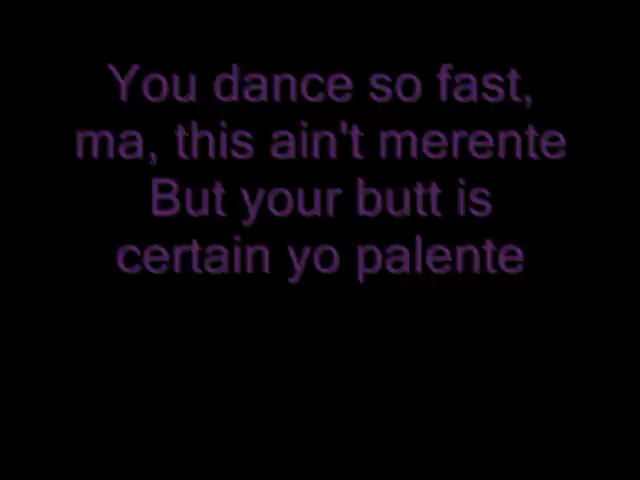 You dance so fast,
ma, this ain't merente
But your butt is
certain yo palente